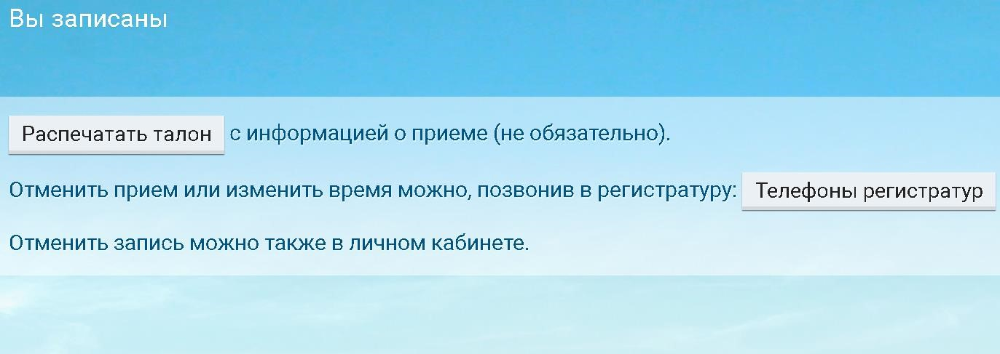 Вы записаны
Распечатать талон с информацией о приеме (не обязательно).
Отменить прием или изменить время можно, позвонив в регистратуру: Телефоны регистратур
Отменить запись можно также в личном кабинете.